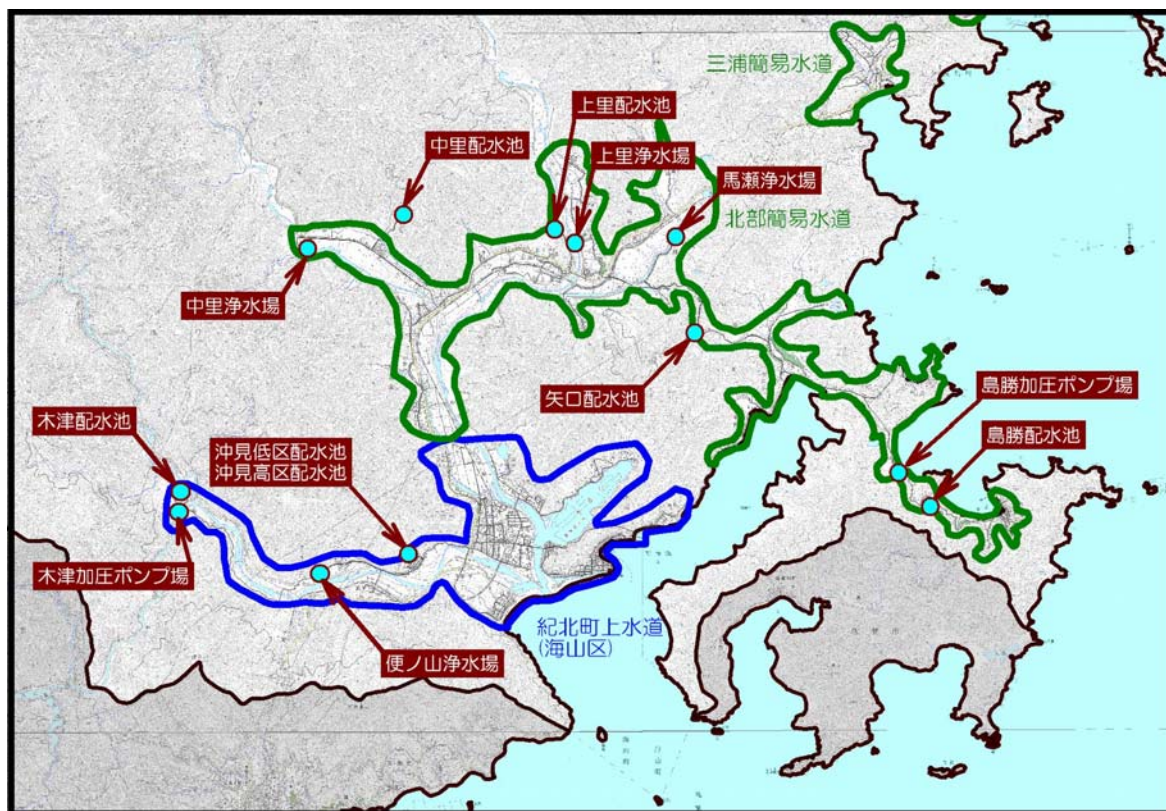 三浦簡易水道
上里配水池
中里配水池
上里浄水場
馬瀬浄水場
北部簡易水道
中里浄水場
矢口配水池
島勝加圧ポンプ場
木津配水池
沖見低区配水池
沖見高区配水池
島勝配水池
木津加圧ポンプ場
紀北町上水道
(海山区)
便ノ山浄水場